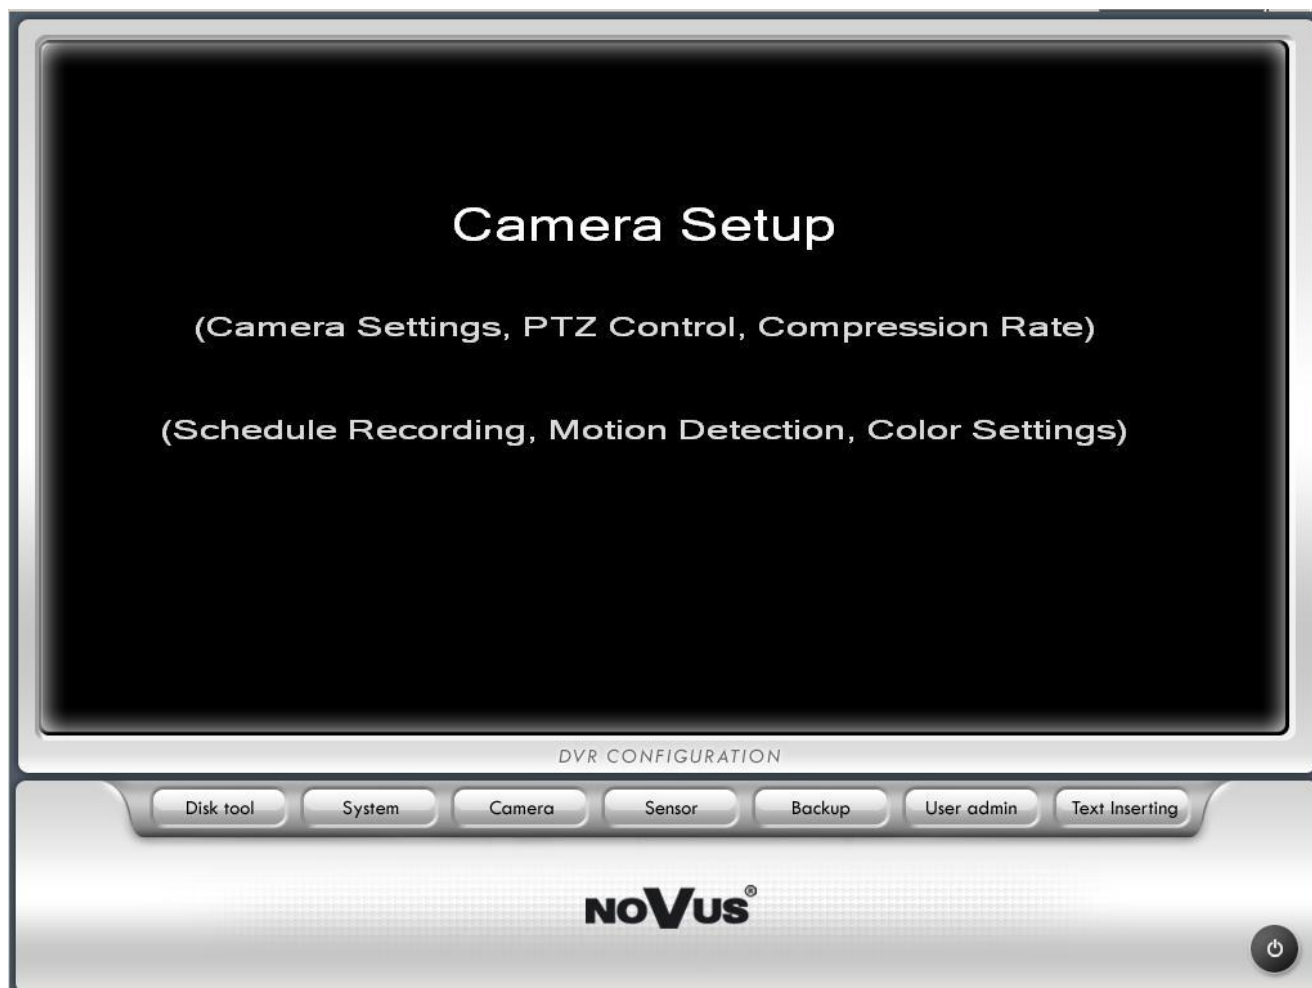 Camera Setup
(Camera Settings, PTZ Control, Compression Rate)
(Schedule Recording, Motion Detection, Color Settings)
DVR CONFIGURATION
Disk tool System Camera Sensor Backup User admin Text Inserting
NOVUS®